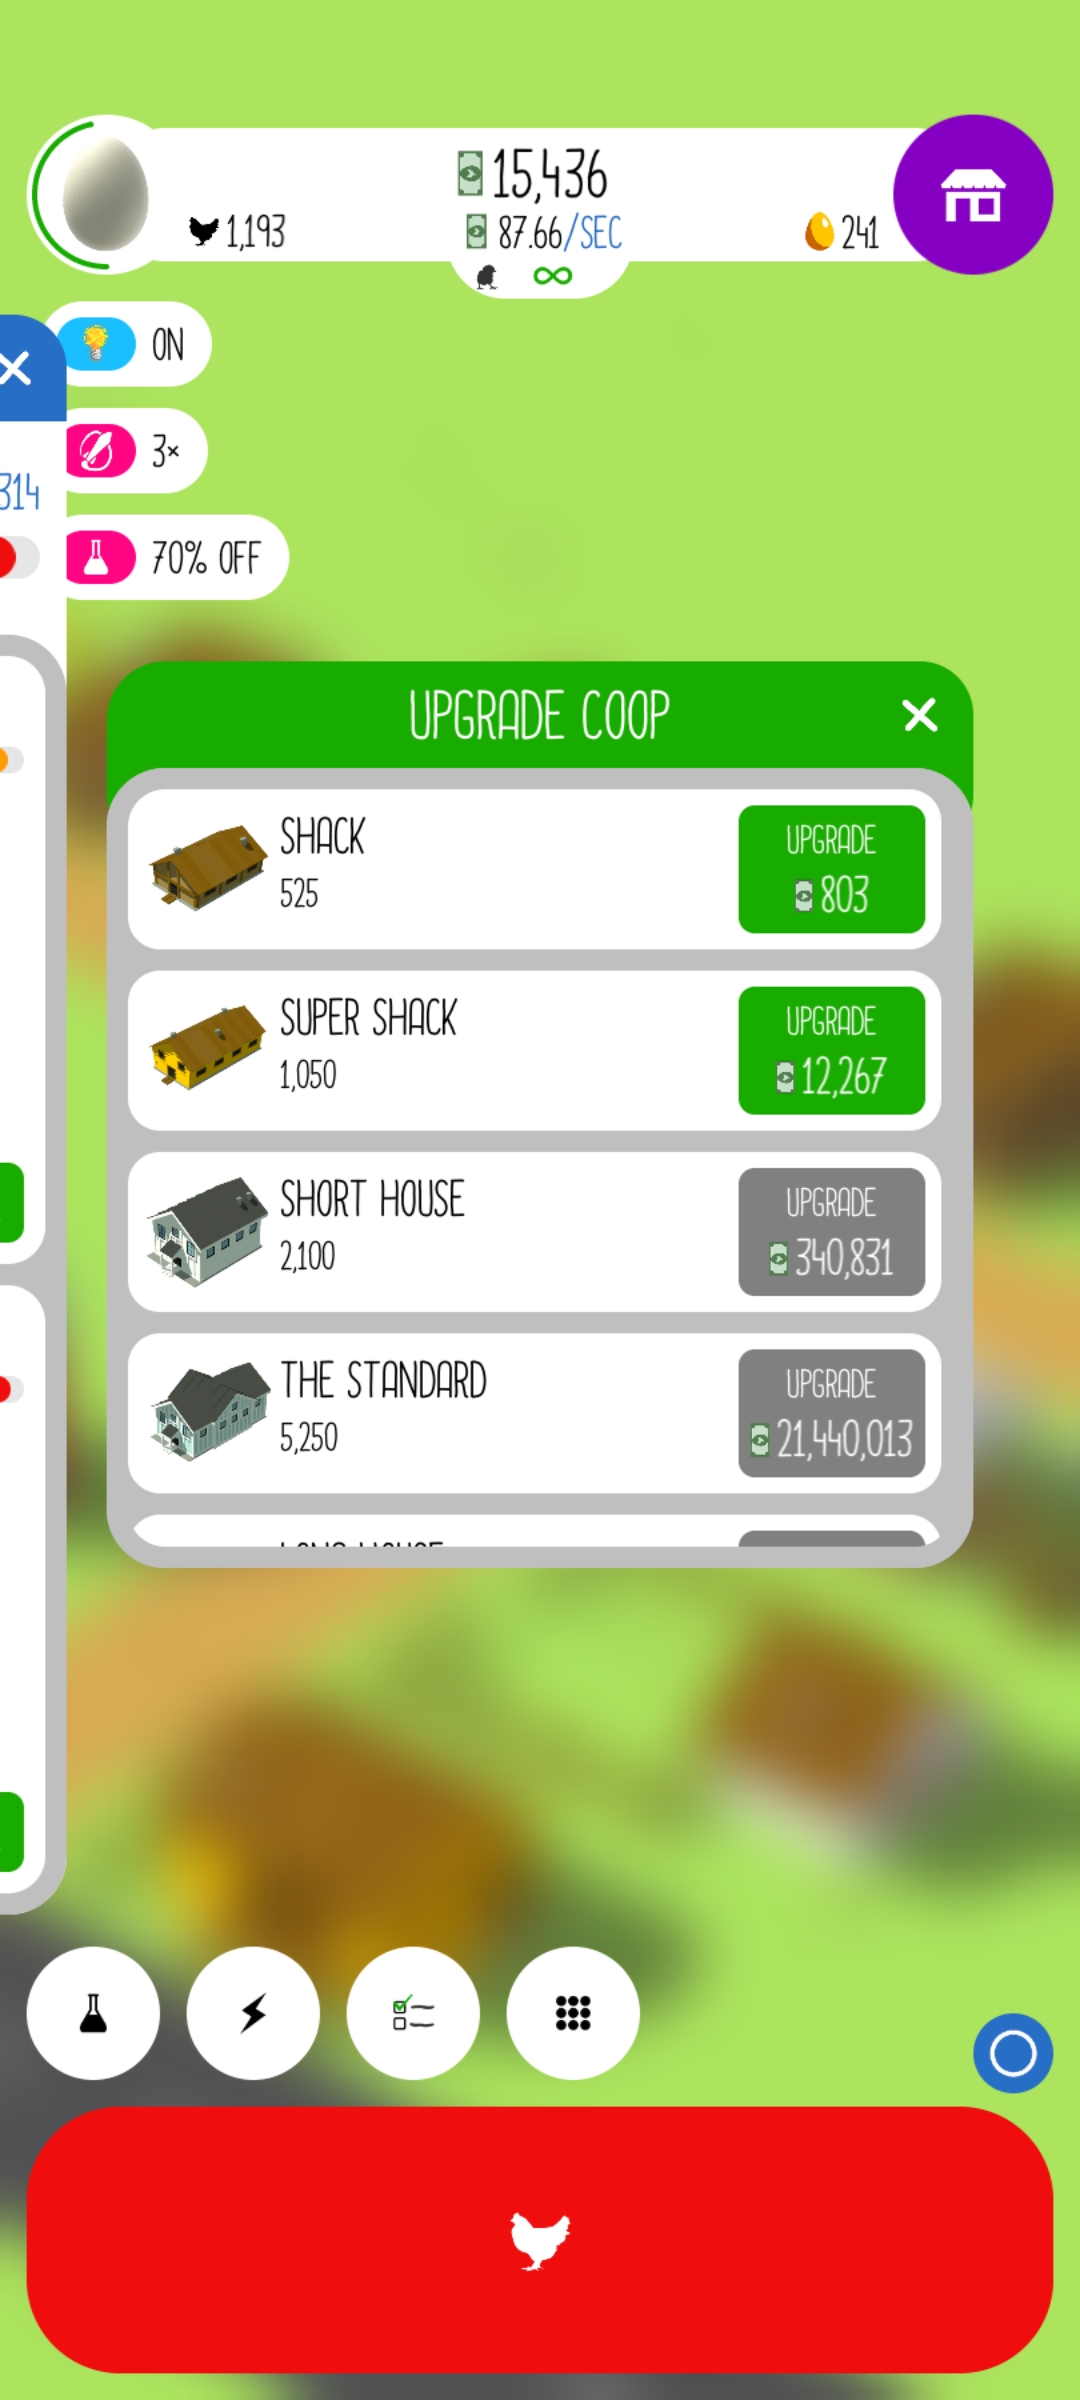 15,436
1,193
87.66/SEC
241
ON
3×
314
70% OFF
UPGRADE COOP
SHACK
525
UPGRADE
803
SUPER SHACK
1,050
UPGRADE
12,267
SHORT HOUSE
2,100
UPGRADE
340,831
THE STANDARD
5,250
UPGRADE
21,440,013